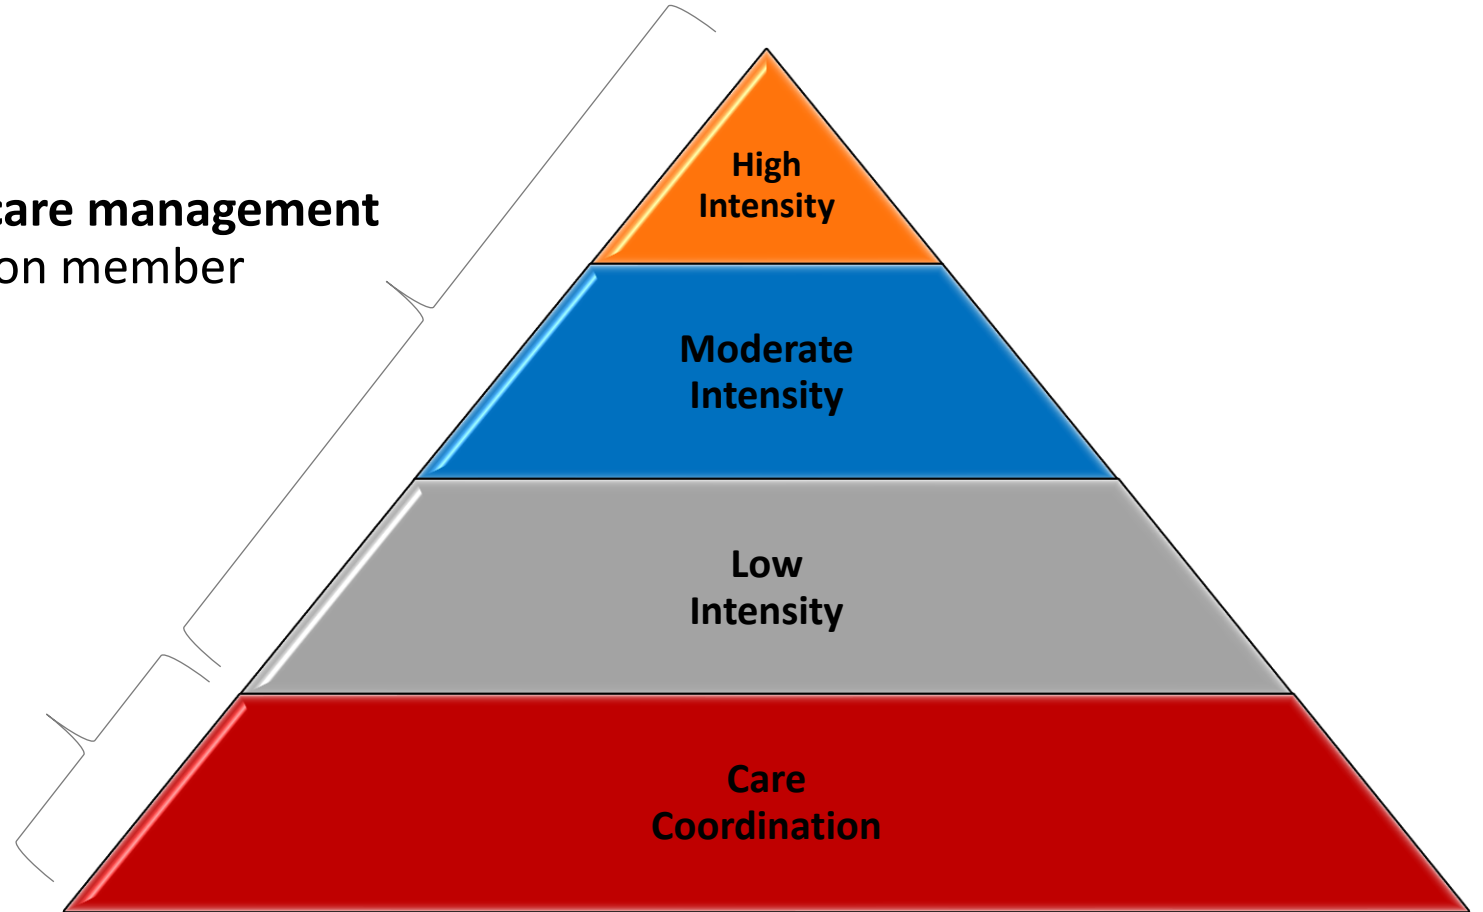 High
Intensity
care management
on member
Moderate
Intensity
Low
Intensity
Care
Coordination